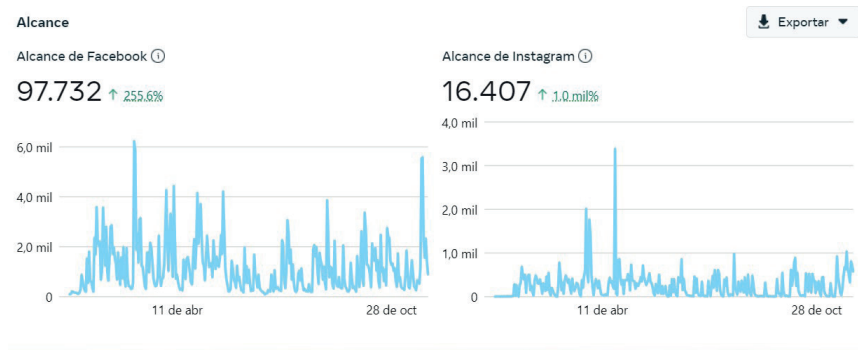 Alcance
Exportar
Alcance de Facebook
97.732 ↑ 255,6%
6,0 mil
4,0 mil
2,0 mil
0
11 de abr
28 de oct
Alcance de Instagram
16.407 ↑ 1,0 mil%
4,0 mil
3,0 mil
2,0 mil
1,0 mil
0
11 de abr
28 de oct